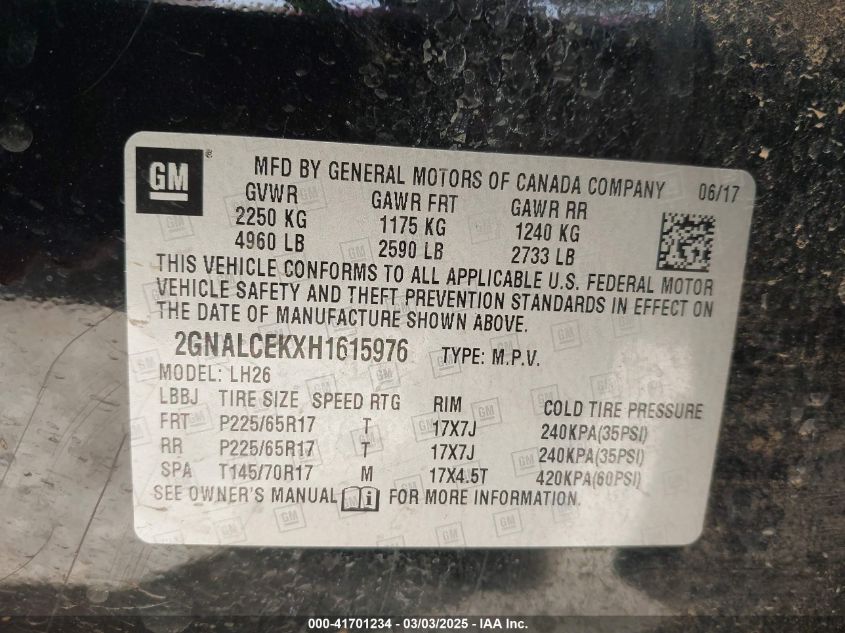 GM ® MFD BY GENERAL MOTORS OF CANADA COMPANY 06/17
GVWR GAWR FRT GAWR RR
2250 KG 1175 KG 1240 KG
4960 LB 2590 LB 2733 LB
THIS VEHICLE CONFORMS TO ALL APPLICABLE U.S. FEDERAL MOTOR
VEHICLE SAFETY AND THEFT PREVENTION STANDARDS IN EFFECT ON
THE DATE OF MANUFACTURE SHOWN ABOVE.
2GNALCEKXH1615976 TYPE: M.P.V.
MODEL: LH26
LBBJ TIRE SIZE SPEED RTG RIM COLD TIRE PRESSURE
FRT P225/65R17 T 17X7J 240KPA(35PSI)
RR P225/65R17 T 17X7J 240KPA(35PSI)
SPA T145/70R17 M 17X4.5T 420KPA(60PSI)
SEE OWNER'S MANUAL i FOR MORE INFORMATION.
000-41701234 - 03/03/2025 - IAA Inc.